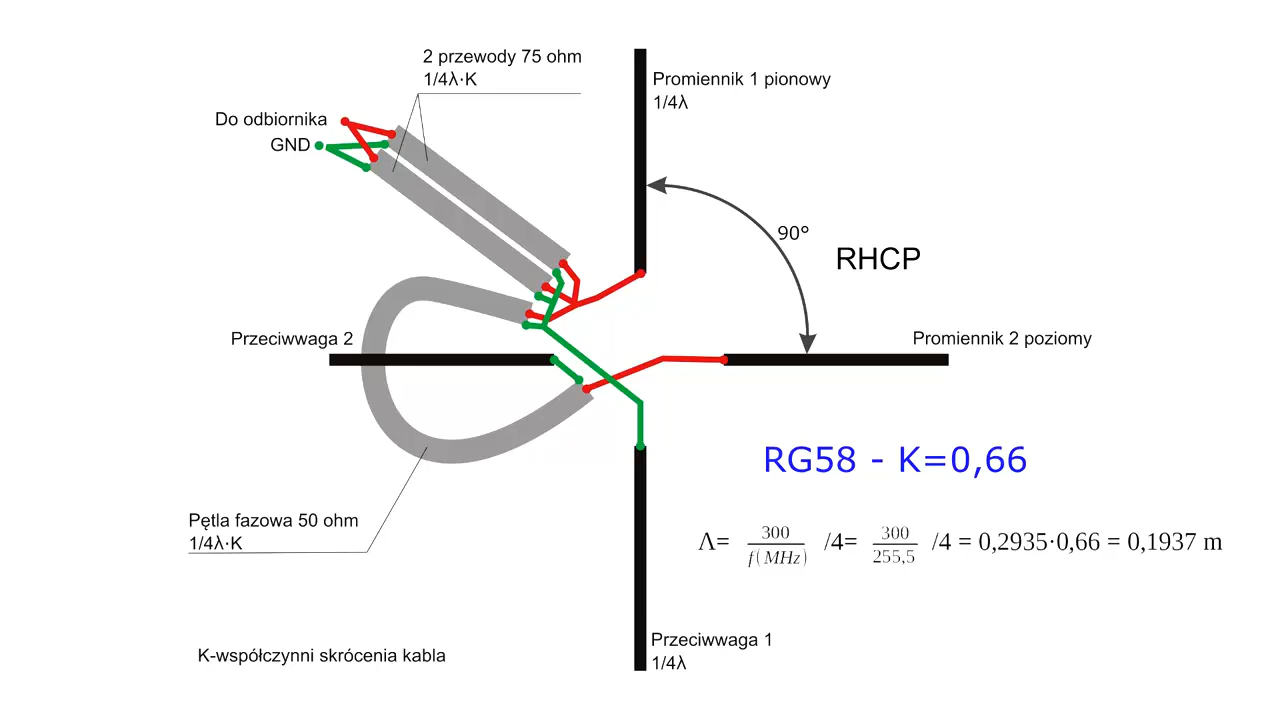 2 przewody 75 ohm
1/4λ·K
Promiennik 1 pionowy
1/4λ
Do odbiornika
GND
90°
RHCP
Przeciwwaga 2
Promiennik 2 poziomy
RG58 - K=0,66
Λ= 300/f(MHz) /4= 300/255,5 /4 = 0,2935·0,66 = 0,1937 m
Pętla fazowa 50 ohm
1/4λ·K
Przeciwwaga 1
1/4λ
K-współczynni skrócenia kabla